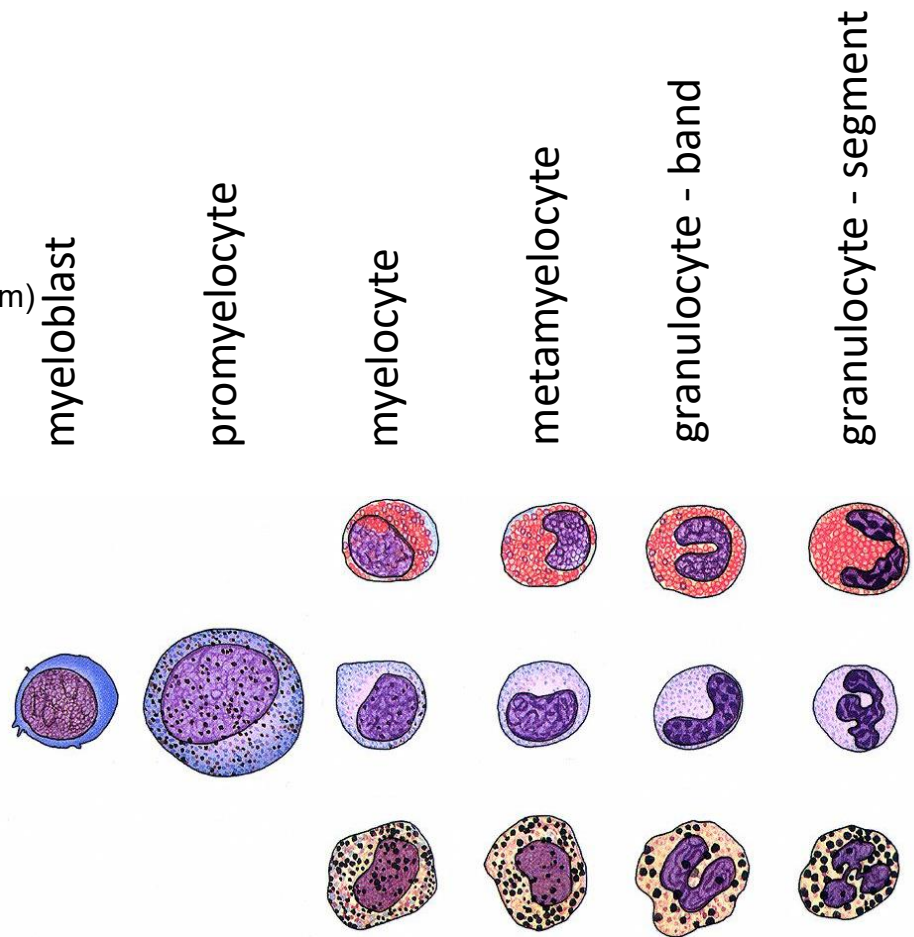 m)
myeloblast
promyelocyte
myelocyte
metamyelocyte
granulocyte - band
granulocyte - segment